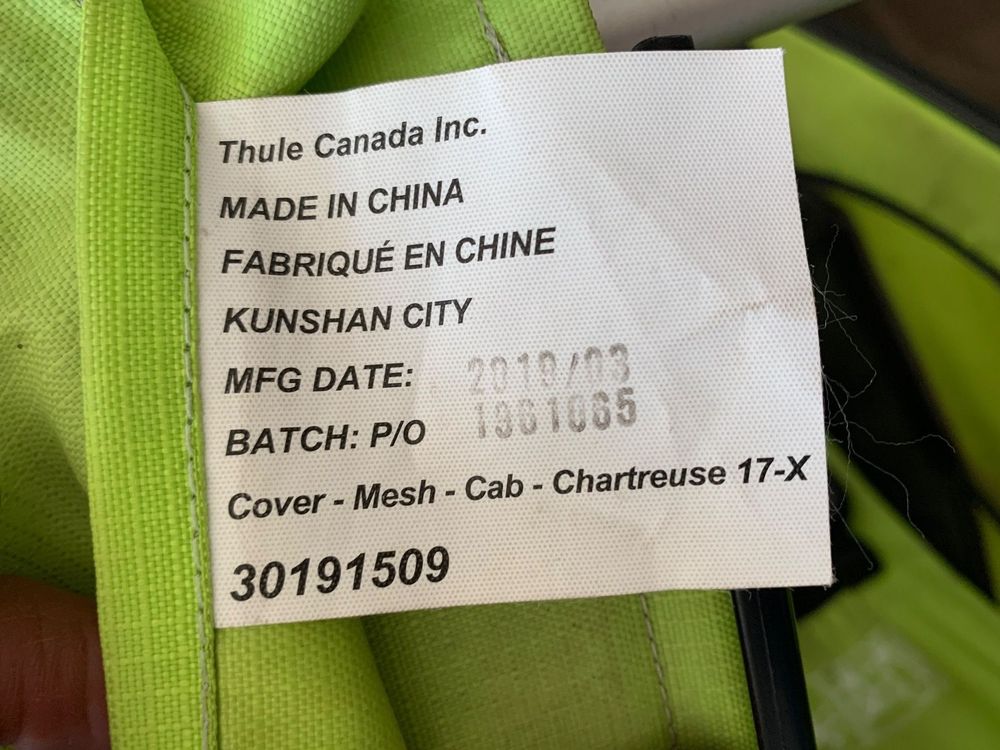 Thule Canada Inc.
MADE IN CHINA
FABRIQUÉ EN CHINE
KUNSHAN CITY
MFG DATE:
BATCH: P/O
Cover - Mesh - Cab - Chartreuse 17-X
30191509